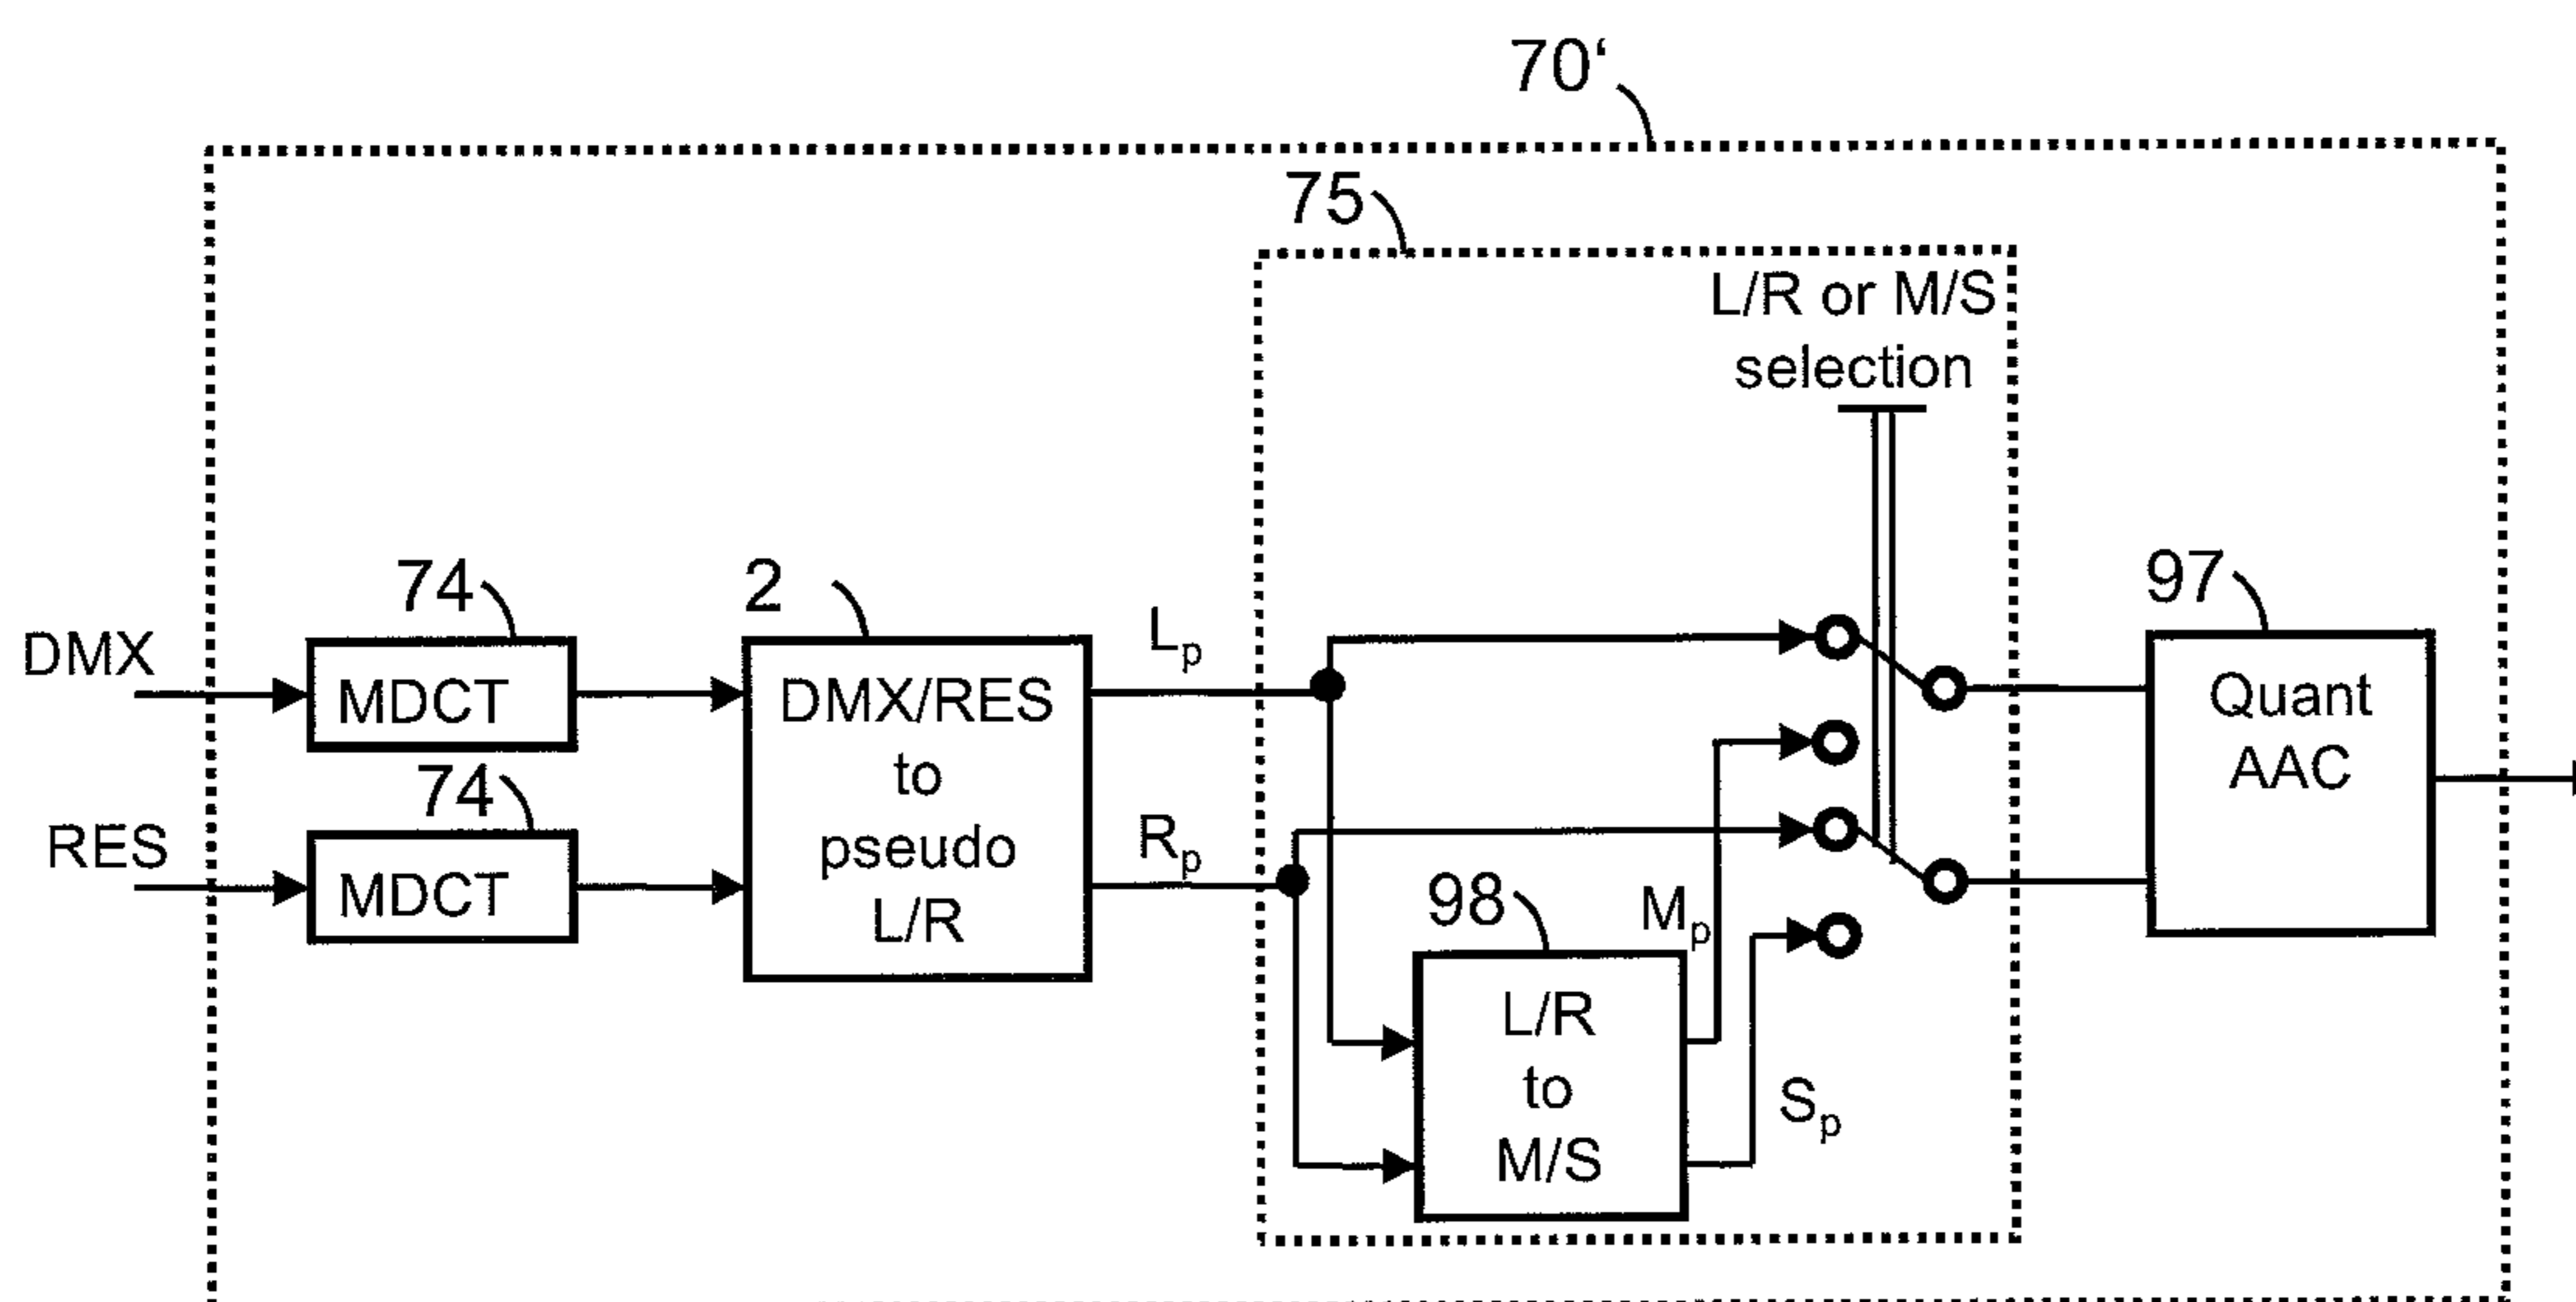 70‘
75
L/R or M/S
selection
74
2
97
DMX
MDCT
DMX/RES
to
pseudo
L/R
Lp
Quant
AAC
74
RES
MDCT
Rp
98
Mp
L/R
to
M/S
Sp